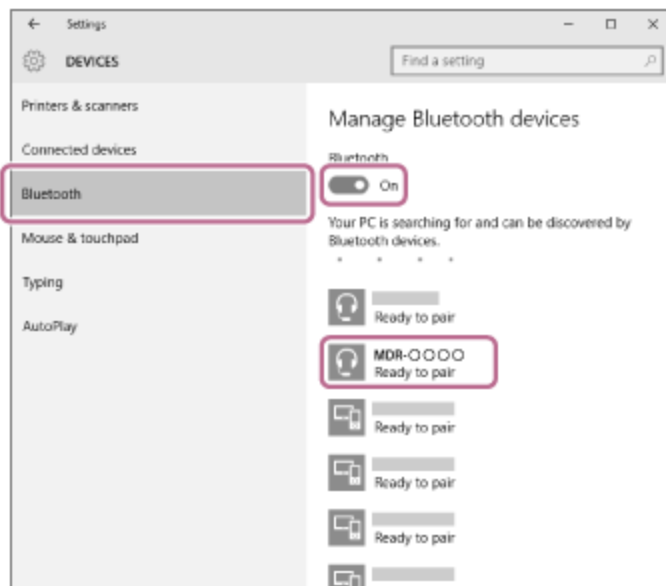 Settings
DEVICES
Find a setting
Printers & scanners
Connected devices
Bluetooth
Mouse & touchpad
Typing
AutoPlay
Manage Bluetooth devices
Bluetooth
On
Your PC is searching for and can be discovered by
Bluetooth devices.
Ready to pair
MDR-○○○○
Ready to pair
Ready to pair
Ready to pair
Ready to pair